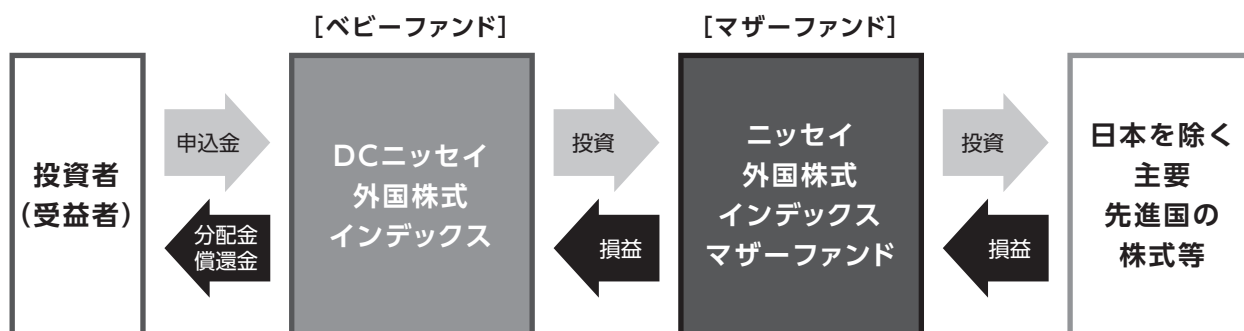 [ベビーファンド]
[マザーファンド]
投資者
(受益者)
申込金
分配金
償還金
DCニッセイ
外国株式
インデックス
投資
損益
ニッセイ
外国株式
インデックス
マザーファンド
投資
損益
日本を除く
主要
先進国の
株式等